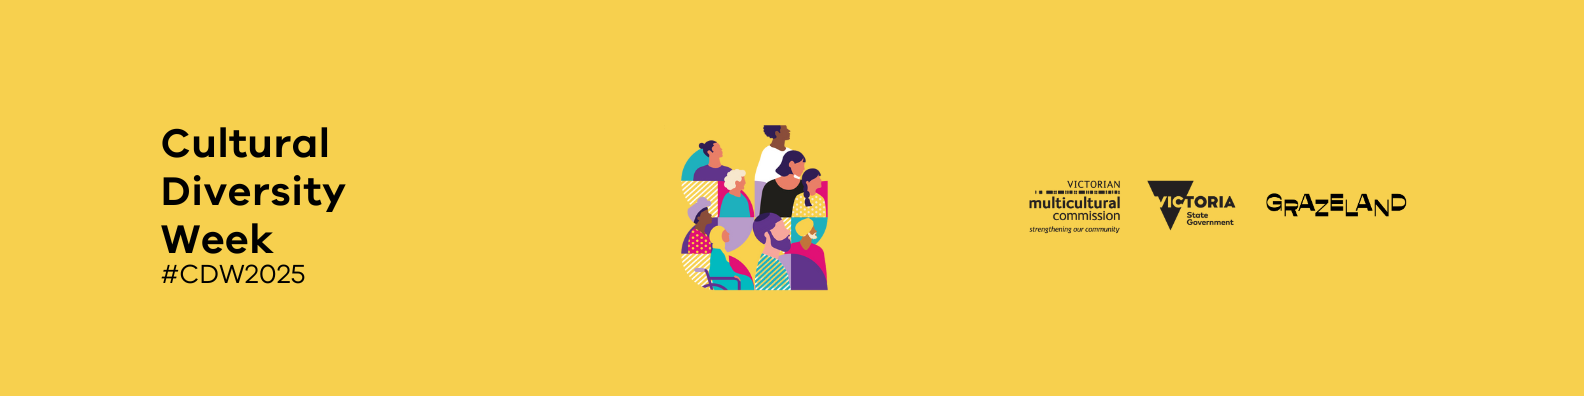 Cultural
Diversity
Week
#CDW2025
VICTORIAN
multicultural
commission
strengthening our community
VICTORIA
State
Government
GRAZELAND